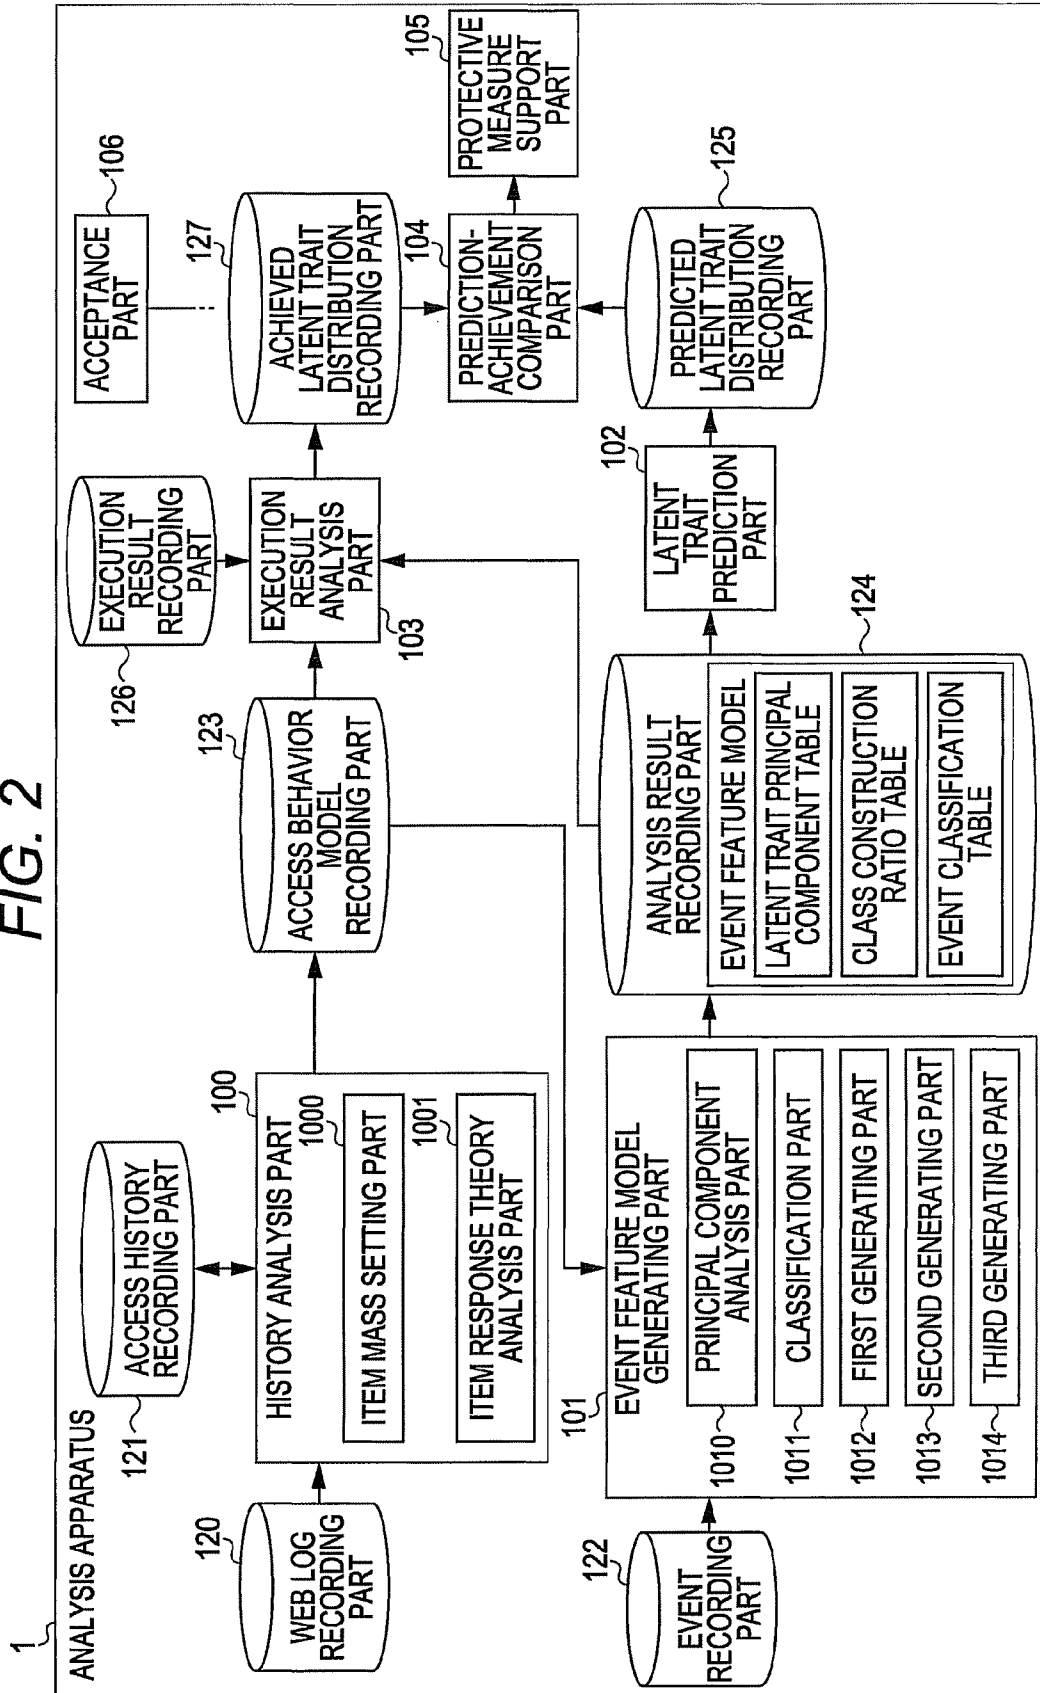 FIG. 2
1
ANALYSIS APPARATUS
121
ACCESS HISTORY
RECORDING PART
126
EXECUTION
RESULT
RECORDING
PART
ACCEPTANCE
PART
106
120
WEB LOG
RECORDING
PART
100
HISTORY ANALYSIS PART
1000
ITEM MASS SETTING PART
1001
ITEM RESPONSE THEORY
ANALYSIS PART
123
ACCESS BEHAVIOR
MODEL
RECORDING PART
EXECUTION
RESULT
ANALYSIS
PART
103
127
ACHIEVED
LATENT TRAIT
DISTRIBUTION
RECORDING PART
104
PREDICTION-
ACHIEVEMENT
COMPARISON
PART
105
PROTECTIVE
MEASURE
SUPPORT
PART
122
EVENT
RECORDING
PART
101
EVENT FEATURE MODEL
GENERATING PART
1010
PRINCIPAL COMPONENT
ANALYSIS PART
1011
CLASSIFICATION PART
1012
FIRST GENERATING PART
1013
SECOND GENERATING PART
1014
THIRD GENERATING PART
124
ANALYSIS RESULT
RECORDING PART
EVENT FEATURE MODEL
LATENT TRAIT PRINCIPAL
COMPONENT TABLE
CLASS CONSTRUCTION
RATIO TABLE
EVENT CLASSIFICATION
TABLE
102
LATENT
TRAIT
PREDICTION
PART
125
PREDICTED
LATENT TRAIT
DISTRIBUTION
RECORDING
PART